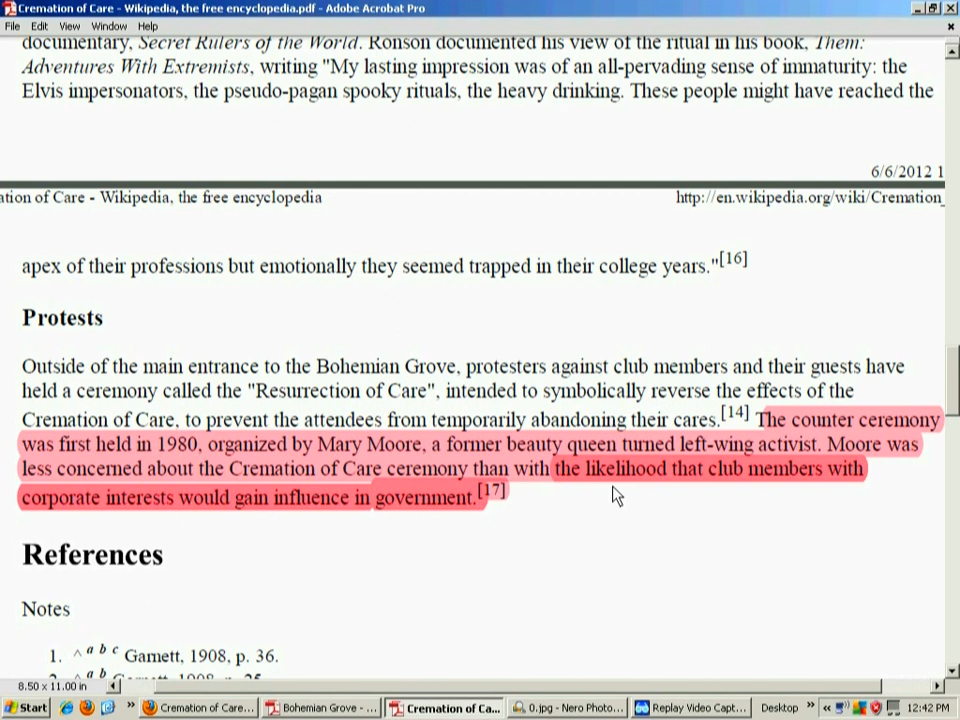 Cremation of Care - Wikipedia, the free encyclopedia.pdf - Adobe Acrobat Pro
File Edit View Window Help
documentary, Secret Rulers of the World. Ronson documented his view of the ritual in his book, Them:
Adventures With Extremists, writing "My lasting impression was of an all-pervading sense of immaturity: the
Elvis impersonators, the pseudo-pagan spooky rituals, the heavy drinking. These people might have reached the
6/6/2012 1
ation of Care - Wikipedia, the free encyclopedia http://en.wikipedia.org/wiki/Cremation_
apex of their professions but emotionally they seemed trapped in their college years."[16]
Protests
Outside of the main entrance to the Bohemian Grove, protesters against club members and their guests have
held a ceremony called the "Resurrection of Care", intended to symbolically reverse the effects of the
Cremation of Care, to prevent the attendees from temporarily abandoning their cares.[14] The counter ceremony
was first held in 1980, organized by Mary Moore, a former beauty queen turned left-wing activist. Moore was
less concerned about the Cremation of Care ceremony than with the likelihood that club members with
corporate interests would gain influence in government.[17]
References
Notes
1. ^ a b c Garnett, 1908, p. 36.
8.50 x 11.00 in
Start » Cremation of Care... Bohemian Grove - ... Cremation of Ca... 0.jpg - Nero Photo... Replay Video Capt... Desktop » « 12:42 PM